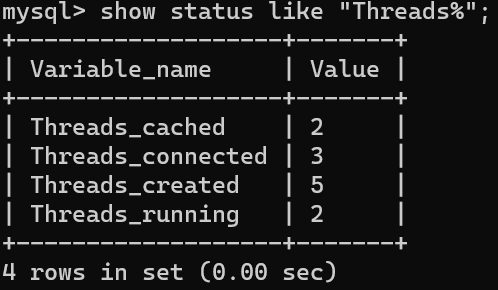 mysql> show status like "Threads%";
+-------------------+-------+
| Variable_name     | Value |
+-------------------+-------+
| Threads_cached    | 2     |
| Threads_connected | 3     |
| Threads_created   | 5     |
| Threads_running   | 2     |
+-------------------+-------+
4 rows in set (0.00 sec)